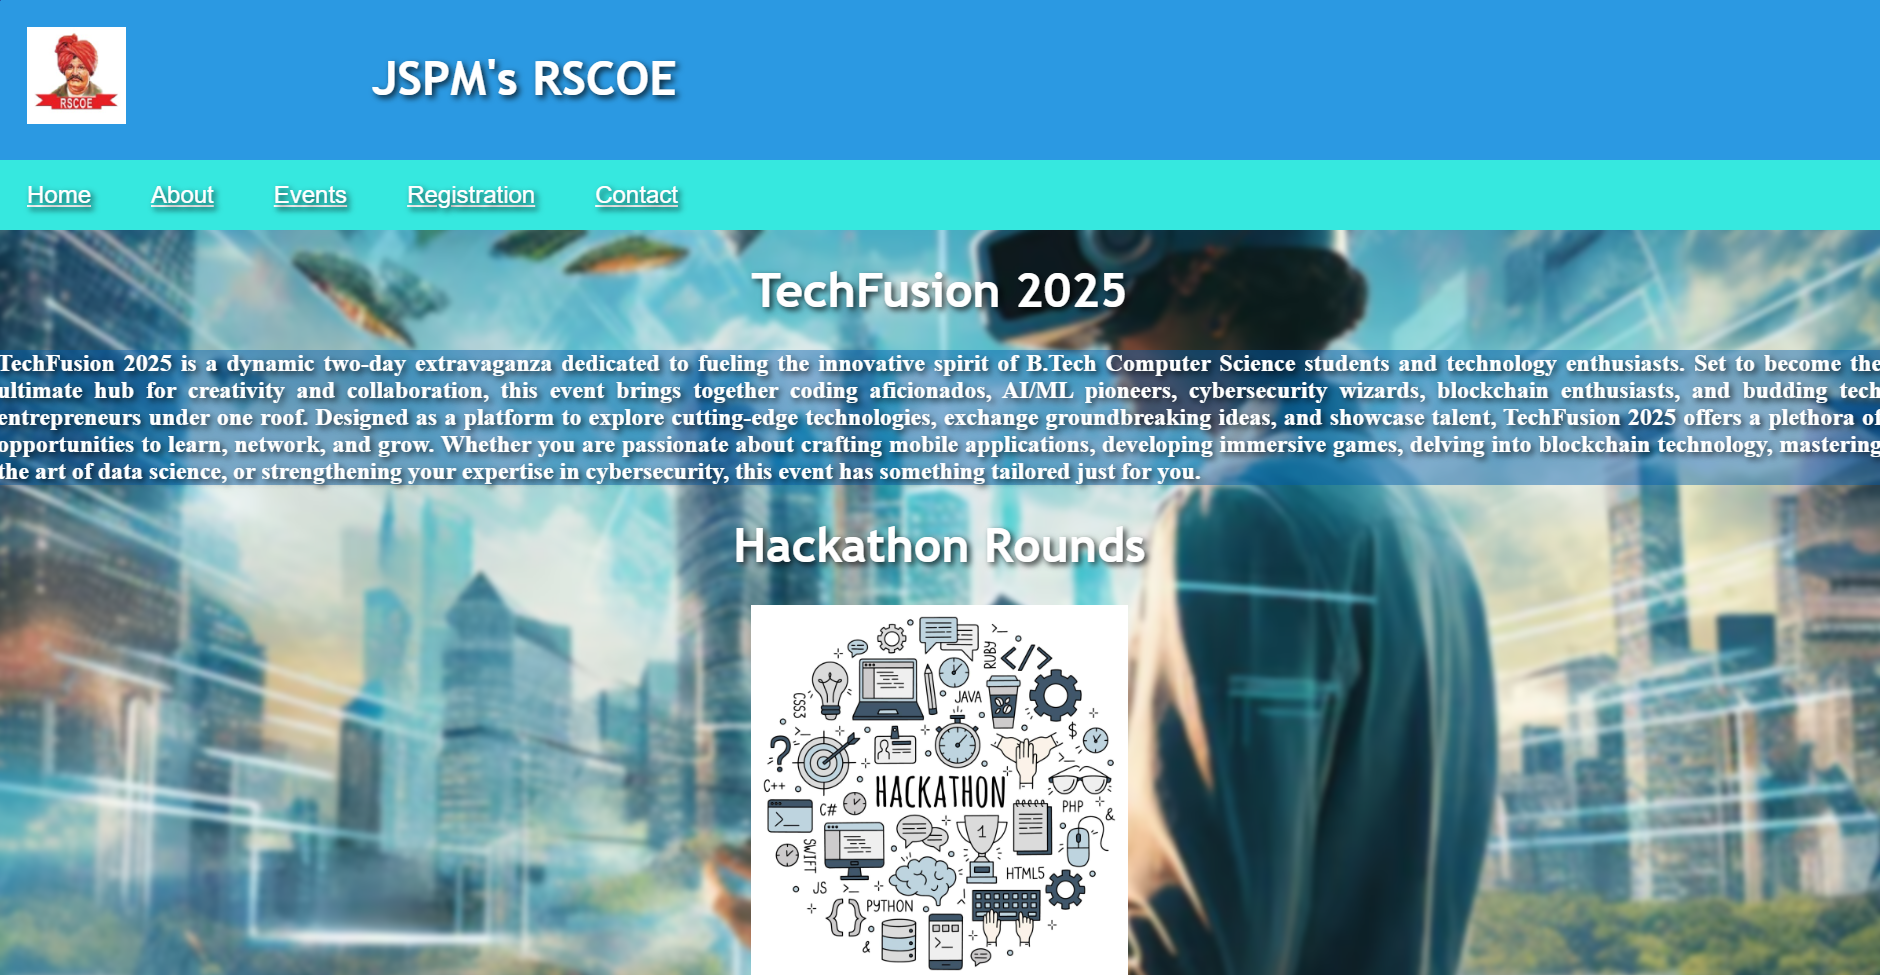 RSCOE
JSPM's RSCOE
Home About Events Registration Contact
TechFusion 2025
TechFusion 2025 is a dynamic two-day extravaganza dedicated to fueling the innovative spirit of B.Tech Computer Science students and technology enthusiasts. Set to become the
ultimate hub for creativity and collaboration, this event brings together coding aficionados, AI/ML pioneers, cybersecurity wizards, blockchain enthusiasts, and budding tech
entrepreneurs under one roof. Designed as a platform to explore cutting-edge technologies, exchange groundbreaking ideas, and showcase talent, TechFusion 2025 offers a plethora of
opportunities to learn, network, and grow. Whether you are passionate about crafting mobile applications, developing immersive games, delving into blockchain technology, mastering
the art of data science, or strengthening your expertise in cybersecurity, this event has something tailored just for you.
Hackathon Rounds
>_
RUBY
</>
CSS3
JAVA
>_
?
$
>_
C++
HACKATHON
C#
PHP
&
>_
1
SWIFT
HTML5
JS
>_
PYTHON
{}
&
>_